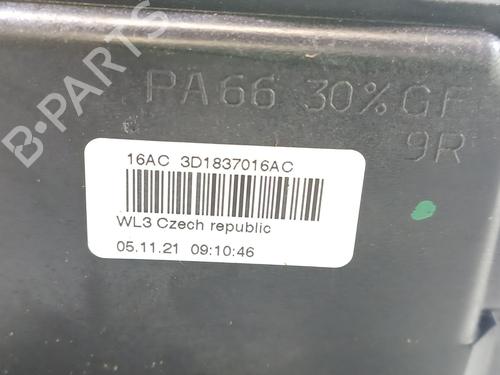 B-PARTS
PA66 30% GF
9R
16AC 3D1837016AC
WL3 Czech republic
05.11.21 09:10:46